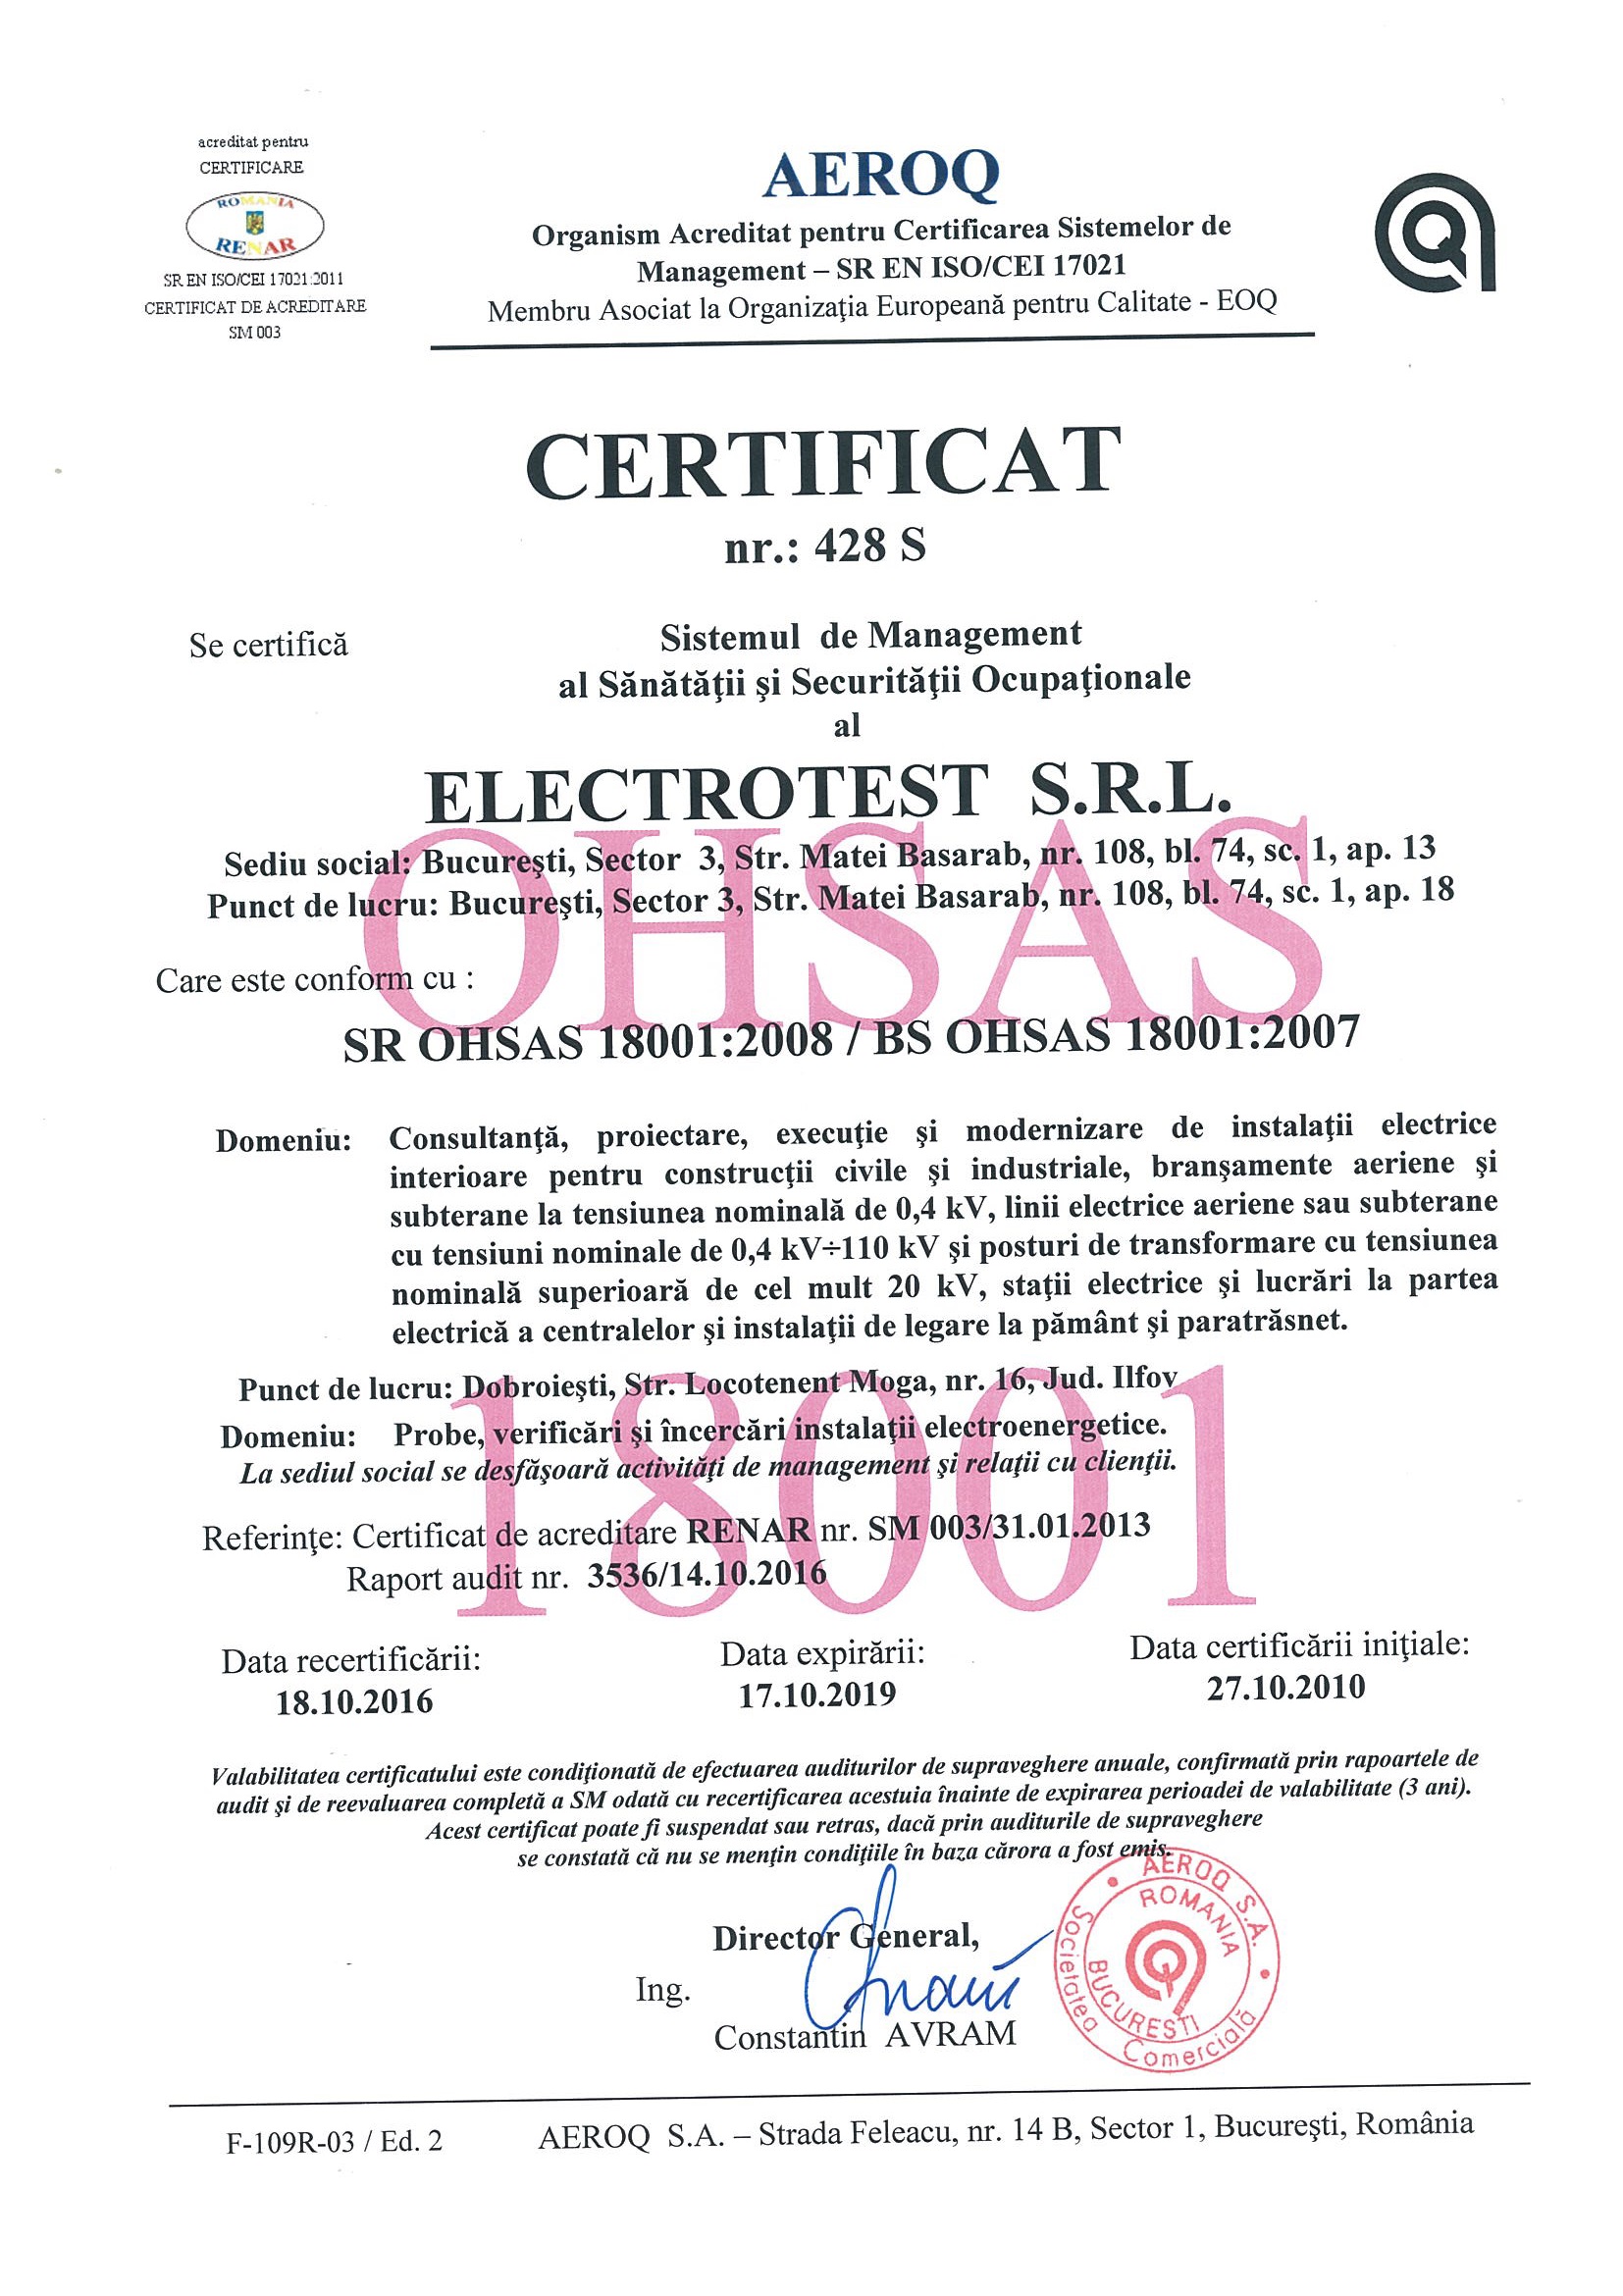 acreditat pentru
CERTIFICARE
ROMANIA
RENAR
SR EN ISO/CEI 17021:2011
CERTIFICAT DE ACREDITARE
SM 003
AEROQ
Organism Acreditat pentru Certificarea Sistemelor de
Management – SR EN ISO/CEI 17021
Membru Asociat la Organizaţia Europeană pentru Calitate - EOQ
CERTIFICAT
nr.: 428 S
Se certifică
Sistemul de Management
al Sănătăţii şi Securităţii Ocupaţionale
al
ELECTROTEST S.R.L.
OHSAS
Sediu social: Bucureşti, Sector 3, Str. Matei Basarab, nr. 108, bl. 74, sc. 1, ap. 13
Punct de lucru: Bucureşti, Sector 3, Str. Matei Basarab, nr. 108, bl. 74, sc. 1, ap. 18
Care este conform cu :
SR OHSAS 18001:2008 / BS OHSAS 18001:2007
Domeniu: Consultanţă, proiectare, execuţie şi modernizare de instalaţii electrice
interioare pentru construcţii civile şi industriale, branşamente aeriene şi
subterane la tensiunea nominală de 0,4 kV, linii electrice aeriene sau subterane
cu tensiuni nominale de 0,4 kV÷110 kV şi posturi de transformare cu tensiunea
nominală superioară de cel mult 20 kV, staţii electrice şi lucrări la partea
electrică a centralelor şi instalaţii de legare la pământ şi paratrăsnet.
18001
Punct de lucru: Dobroieşti, Str. Locotenent Moga, nr. 16, Jud. Ilfov
Domeniu: Probe, verificări şi încercări instalaţii electroenergetice.
La sediul social se desfăşoară activităţi de management şi relaţii cu clienţii.
Referinţe: Certificat de acreditare RENAR nr. SM 003/31.01.2013
Raport audit nr. 3536/14.10.2016
Data recertificării:
18.10.2016
Data expirării:
17.10.2019
Data certificării iniţiale:
27.10.2010
Valabilitatea certificatului este condiţionată de efectuarea auditurilor de supraveghere anuale, confirmată prin rapoartele de
audit şi de reevaluarea completă a SM odată cu recertificarea acestuia înainte de expirarea perioadei de valabilitate (3 ani).
Acest certificat poate fi suspendat sau retras, dacă prin auditurile de supraveghere
se constată că nu se menţin condiţiile în baza cărora a fost emis.
Director General,
Ing.
Constantin AVRAM
AEROQ S.A.
Societatea Comercială
ROMANIA
BUCURESTI
F-109R-03 / Ed. 2
AEROQ S.A. – Strada Feleacu, nr. 14 B, Sector 1, Bucureşti, România